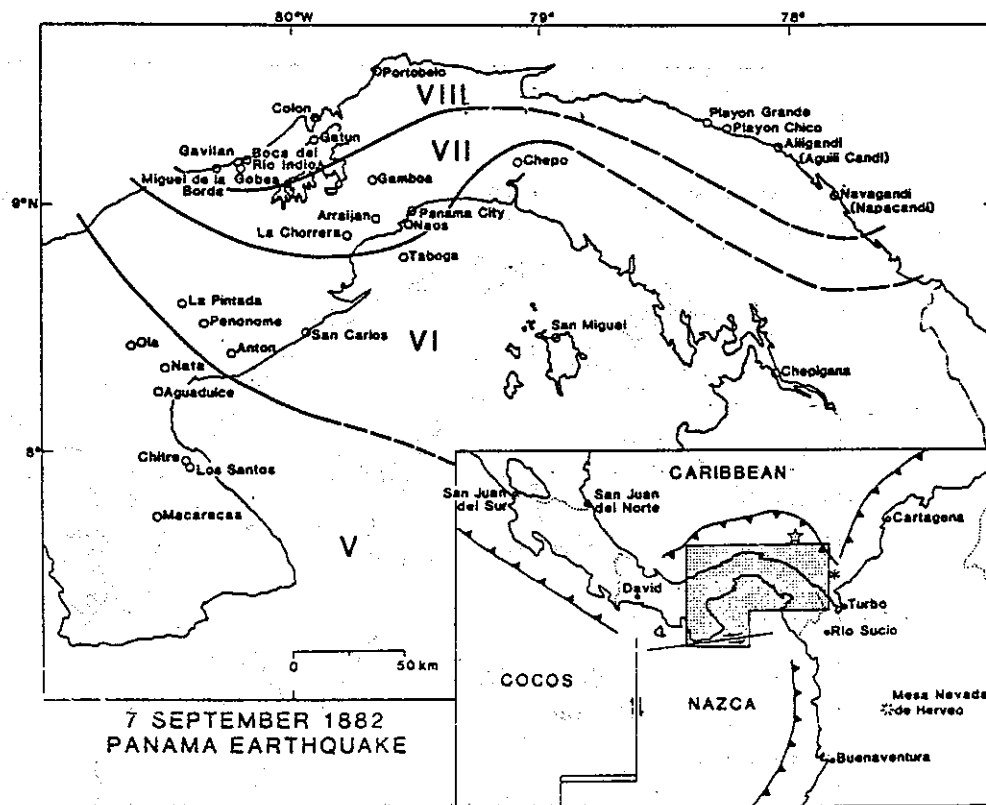 80°W
79°
78°
Portobelo
VIII
Colon
Gatun
Playon Grande
Playon Chico
Gavilan
Boca del
Rio Indio
VII
Ailigandi
(Aguili Candi)
Miguel de la
Borda
Gobea
Gamboa
Chepo
9°N
Navagandi
(Napacandi)
Arraijan
Panama City
Naos
La Chorrera
Taboga
La Pintada
Penonome
San Carlos
VI
San Miguel
Ola
Anton
Nata
Chepigana
Aguadulce
8°
Chitre
Los Santos
Macaracas
V
0
50 km
7 SEPTEMBER 1882
PANAMA EARTHQUAKE
CARIBBEAN
San Juan
del Sur
San Juan
del Norte
Cartagena
David
Turbo
Rio Sucio
COCOS
NAZCA
Mesa Nevada
de Herveo
Buenaventura